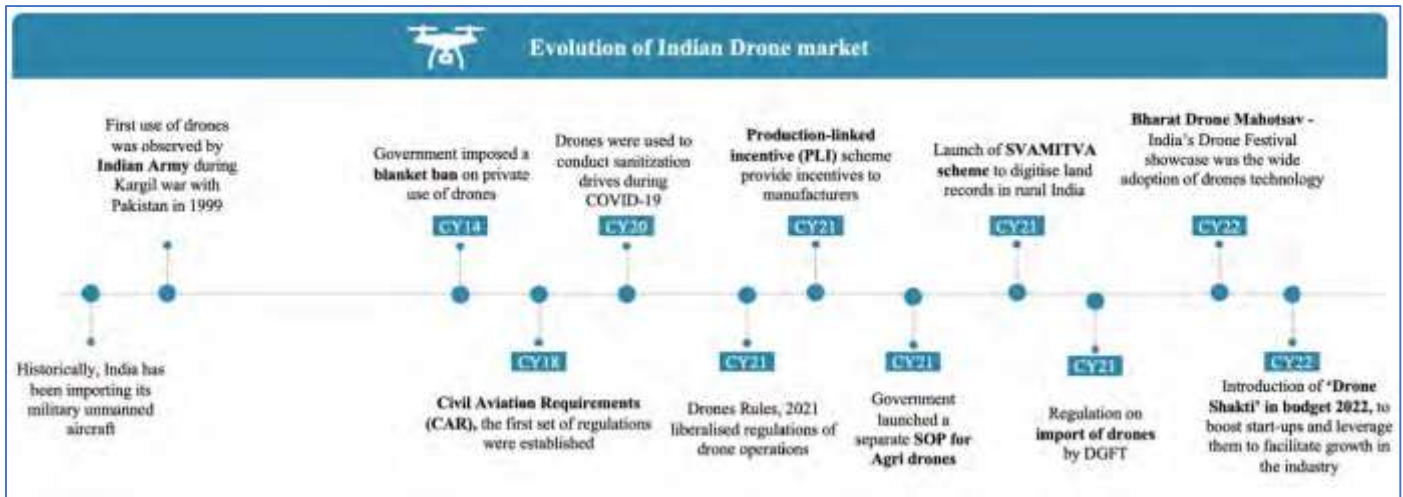 Evolution of Indian Drone market
First use of drones
was observed by
Indian Army during
Kargil war with
Pakistan in 1999
Government imposed a
blanket ban on private
use of drones
CY14
Drones were used to
conduct sanitization
drives during
COVID-19
CY20
Production-linked
incentive (PLI) scheme
provide incentives to
manufacturers
CY21
Launch of SVAMITVA
scheme to digitise land
records in rural India
CY21
Bharat Drone Mahotsav -
India's Drone Festival
showcase was the wide
adoption of drones technology
CY22
Historically, India has
been importing its
military unmanned
aircraft
CY18
Civil Aviation Requirements
(CAR), the first set of regulations
were established
CY21
Drones Rules, 2021
liberalised regulations of
drone operations
CY21
Government
launched a
separate SOP for
Agri drones
CY21
Regulation on
import of drones
by DGFT
CY22
Introduction of 'Drone
Shakti' in budget 2022, to
boost start-ups and leverage
them to facilitate growth in
the industry